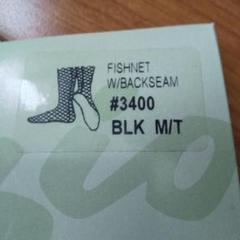 FISHNET
W/BACKSEAM
#3400
BLK M/T